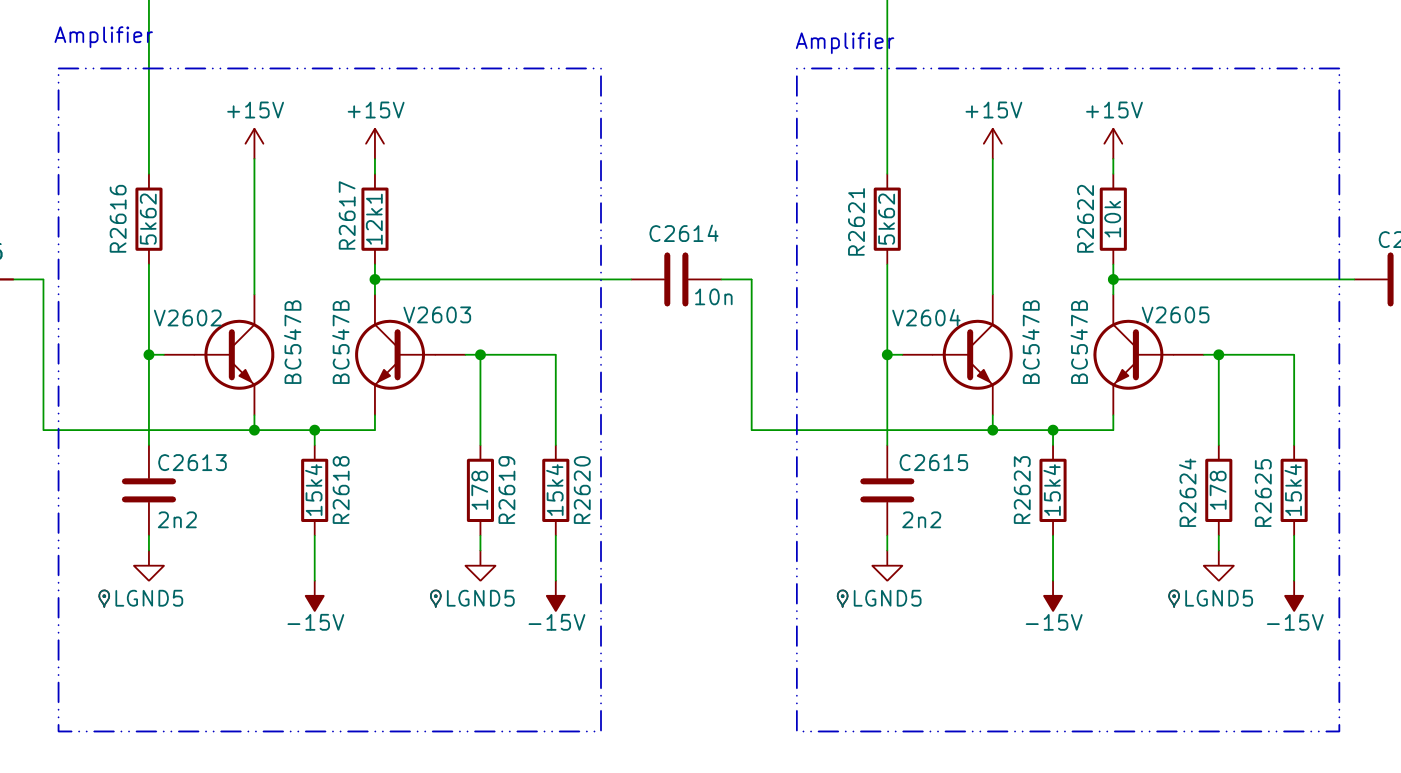 Amplifier
+15V
+15V
R2616
5k62
R2617
12k1
V2602
BC547B
BC547B
V2603
C2613
2n2
15k4
R2618
178
R2619
15k4
R2620
LGND5
-15V
LGND5
-15V
C2614
10n
Amplifier
+15V
+15V
R2621
5k62
R2622
10k
V2604
BC547B
BC547B
V2605
C2615
2n2
R2623
15k4
R2624
178
R2625
15k4
LGND5
-15V
LGND5
-15V